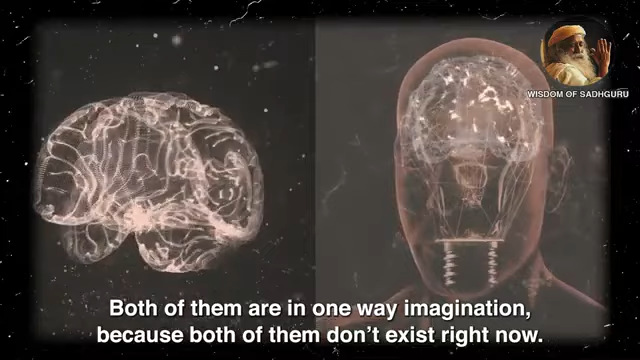 WISDOM OF SADHGURU
Both of them are in one way imagination,
because both of them don't exist right now.